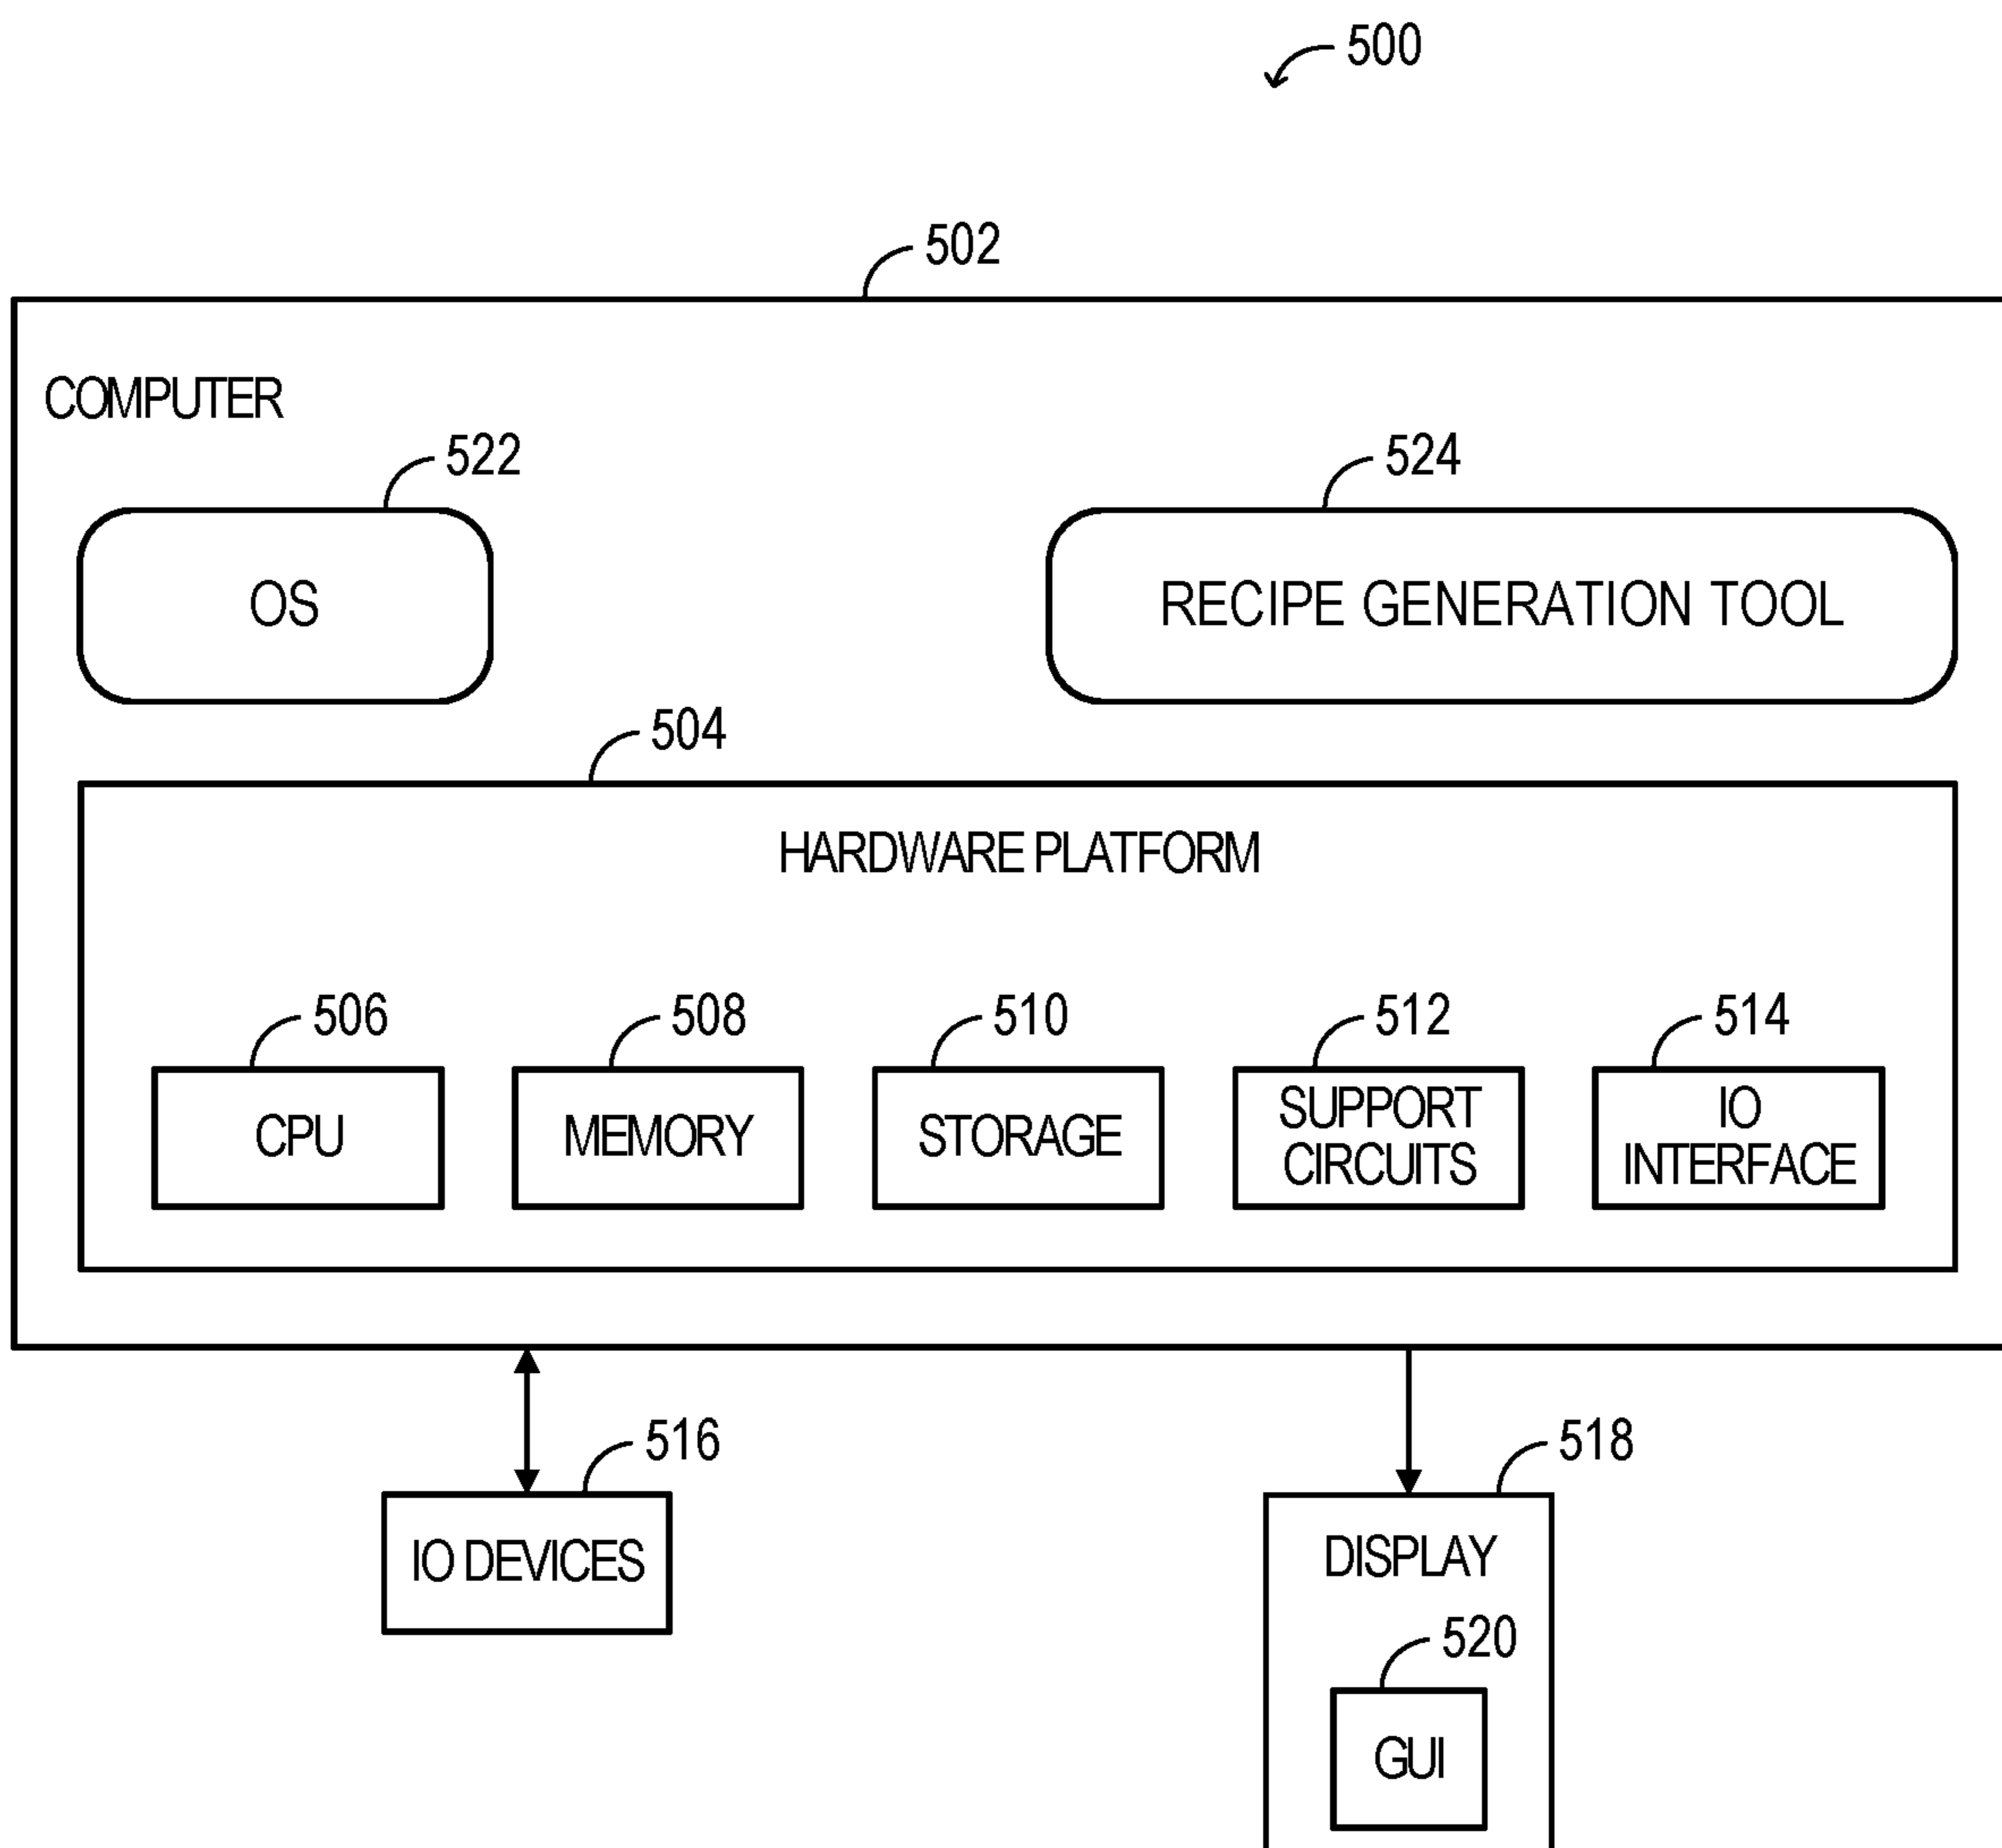 500
502
COMPUTER
522
524
OS
RECIPE GENERATION TOOL
504
HARDWARE PLATFORM
506
508
510
512
514
CPU
MEMORY
STORAGE
SUPPORT
CIRCUITS
IO
INTERFACE
516
518
IO DEVICES
DISPLAY
520
GUI